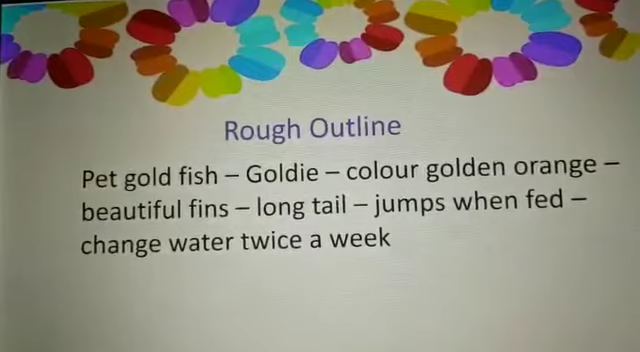 Rough Outline
Pet gold fish – Goldie – colour golden orange –
beautiful fins – long tail – jumps when fed –
change water twice a week